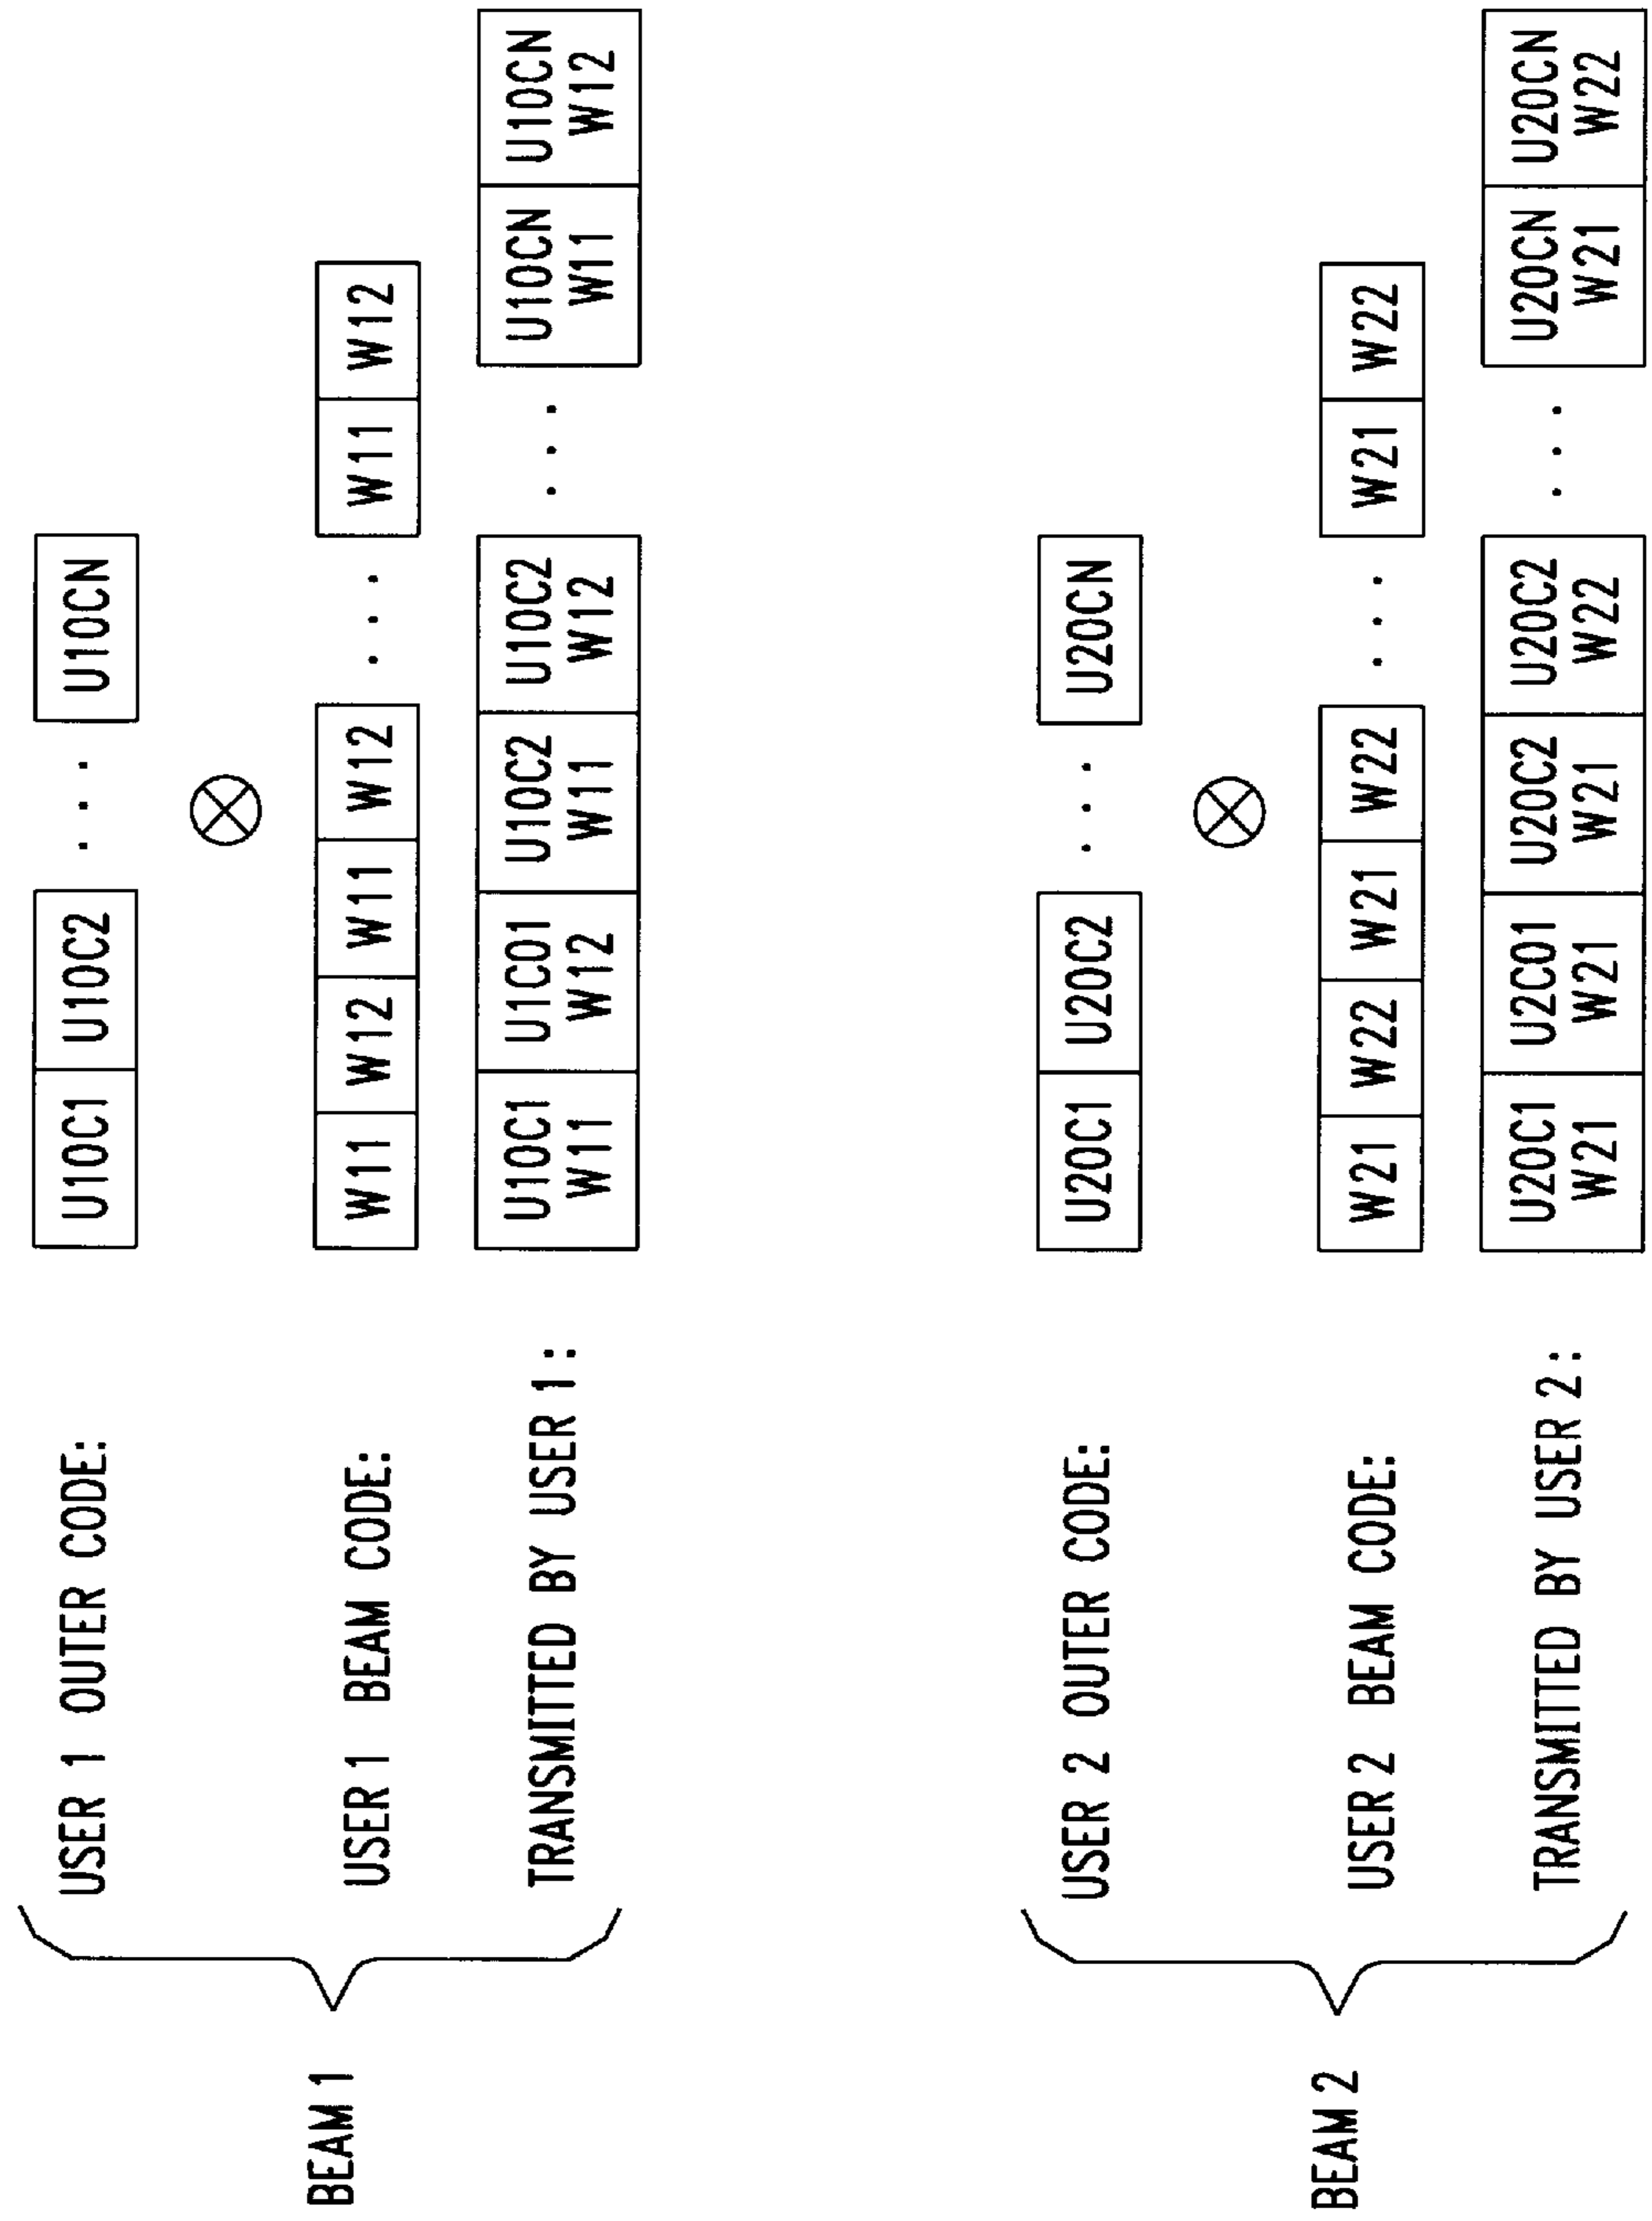 BEAM 1
USER 1 OUTER CODE:
U10C1 U10C2 . . . U10CN
USER 1 BEAM CODE:
W11 W12 W11 W12 . . . W11 W12
TRANSMITTED BY USER 1:
U10C1 U1C01 U10C2 U10C2 . . . U10CN U10CN
W11 W12 W11 W12 W11 W12
BEAM 2
USER 2 OUTER CODE:
U20C1 U20C2 . . . U20CN
USER 2 BEAM CODE:
W21 W22 W21 W22 . . . W21 W22
TRANSMITTED BY USER 2:
U20C1 U2C01 U20C2 U20C2 . . . U20CN U20CN
W21 W21 W21 W22 W21 W22